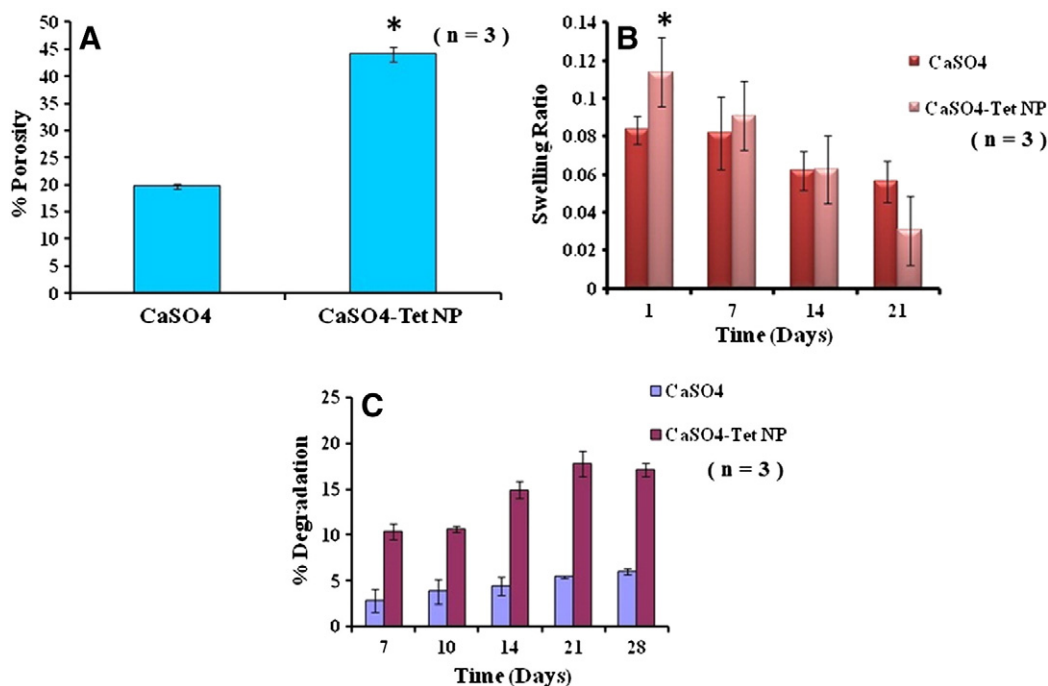 A
*
( n = 3 )
% Porosity
50
45
40
35
30
25
20
15
10
5
0
CaSO4
CaSO4-Tet NP
B
*
Swelling Ratio
0.14
0.12
0.1
0.08
0.06
0.04
0.02
0
1 7 14 21
Time (Days)
CaSO4
CaSO4-Tet NP
( n = 3 )
C
% Degradation
25
20
15
10
5
0
7 10 14 21 28
Time (Days)
CaSO4
CaSO4-Tet NP
( n = 3 )